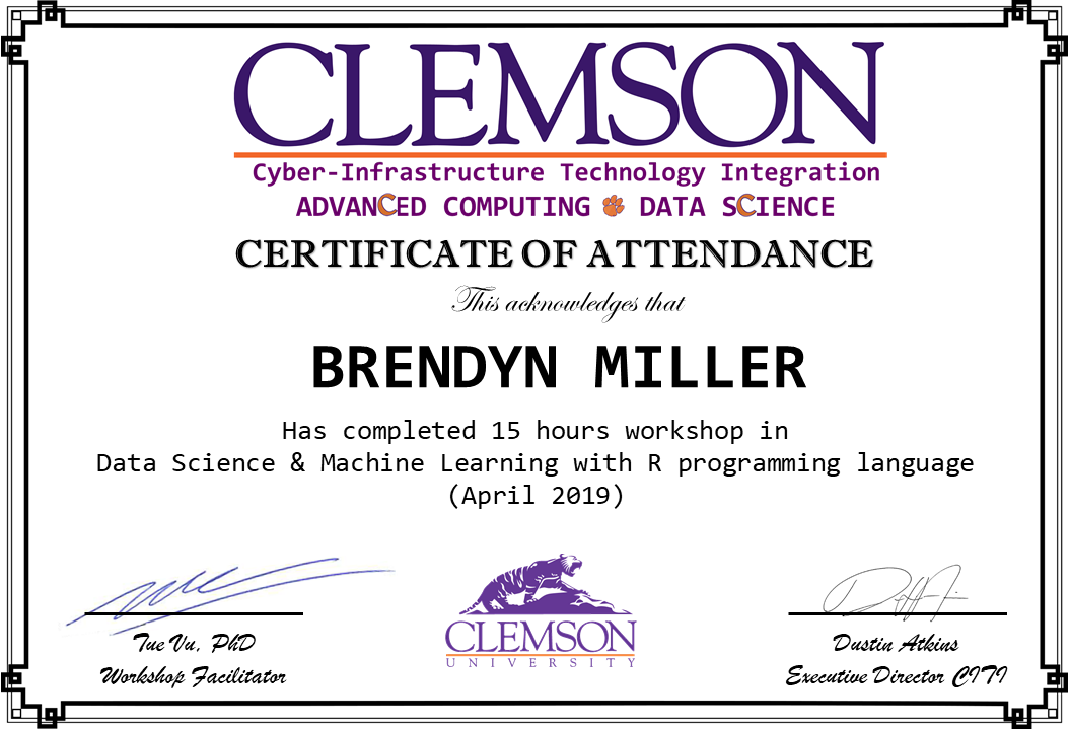 CLEMSON
Cyber-Infrastructure Technology Integration
ADVANCED COMPUTING DATA SCIENCE
CERTIFICATE OF ATTENDANCE
This acknowledges that
BRENDYN MILLER
Has completed 15 hours workshop in
Data Science & Machine Learning with R programming language
(April 2019)
CLEMSON
UNIVERSITY
Tue Vu, PhD
Workshop Facilitator
Dustin Atkins
Executive Director CITI